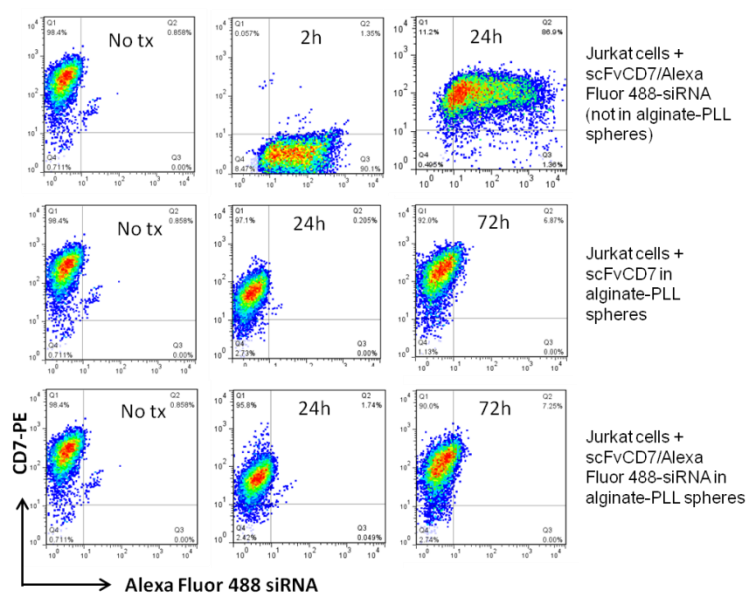 Q1 98.4% No tx Q2 0.858%
Q4 0.711% Q3 0.00%
Q1 0.057% 2h Q2 1.35%
Q4 8.47% Q3 90.1%
Q1 11.2% 24h Q2 86.9%
Q4 0.495% Q3 1.36%
Jurkat cells +
scFvCD7/Alexa
Fluor 488-siRNA
(not in alginate-PLL
spheres)
Q1 98.4% No tx Q2 0.858%
Q4 0.711% Q3 0.00%
Q1 97.1% 24h Q2 0.205%
Q4 2.73% Q3 0.00%
Q1 92.0% 72h Q2 6.87%
Q4 1.13% Q3 0.00%
Jurkat cells +
scFvCD7 in
alginate-PLL
spheres
Q1 98.4% No tx Q2 0.858%
Q4 0.711% Q3 0.00%
Q1 95.8% 24h Q2 1.74%
Q4 2.42% Q3 0.049%
Q1 90.0% 72h Q2 7.25%
Q4 2.74% Q3 0.00%
Jurkat cells +
scFvCD7/Alexa
Fluor 488-siRNA in
alginate-PLL spheres
CD7-PE
Alexa Fluor 488 siRNA